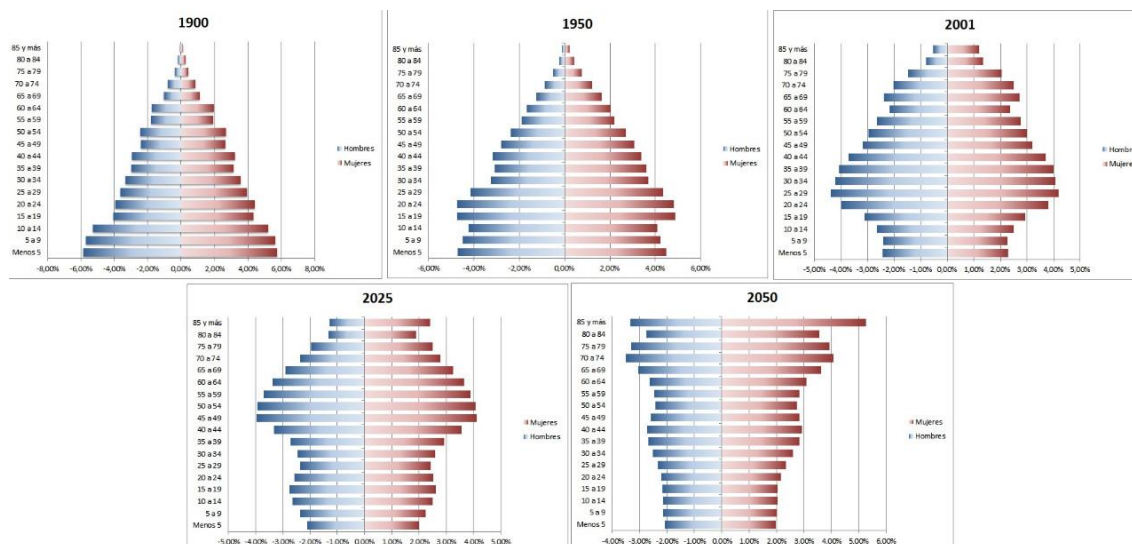 1900
85 y más
80 a 84
75 a 79
70 a 74
65 a 69
60 a 64
55 a 59
50 a 54
45 a 49
40 a 44
35 a 39
30 a 34
25 a 29
20 a 24
15 a 19
10 a 14
5 a 9
Menos 5
-8,00% -6,00% -4,00% -2,00% 0,00% 2,00% 4,00% 6,00% 8,00%
Hombres
Mujeres
1950
85 y más
80 a 84
75 a 79
70 a 74
65 a 69
60 a 64
55 a 59
50 a 54
45 a 49
40 a 44
35 a 39
30 a 34
25 a 29
20 a 24
15 a 19
10 a 14
5 a 9
Menos 5
-6,00% -4,00% -2,00% 0,00% 2,00% 4,00% 6,00%
Hombres
Mujeres
2001
85 y más
80 a 84
75 a 79
70 a 74
65 a 69
60 a 64
55 a 59
50 a 54
45 a 49
40 a 44
35 a 39
30 a 34
25 a 29
20 a 24
15 a 19
10 a 14
5 a 9
Menos 5
-5,00% -4,00% -3,00% -2,00% -1,00% 0,00% 1,00% 2,00% 3,00% 4,00% 5,00%
Hombres
Mujeres
2025
85 y más
80 a 84
75 a 79
70 a 74
65 a 69
60 a 64
55 a 59
50 a 54
45 a 49
40 a 44
35 a 39
30 a 34
25 a 29
20 a 24
15 a 19
10 a 14
5 a 9
Menos 5
-5,00% -4,00% -3,00% -2,00% -1,00% 0,00% 1,00% 2,00% 3,00% 4,00% 5,00%
Mujeres
Hombres
2050
85 y más
80 a 84
75 a 79
70 a 74
65 a 69
60 a 64
55 a 59
50 a 54
45 a 49
40 a 44
35 a 39
30 a 34
25 a 29
20 a 24
15 a 19
10 a 14
5 a 9
Menos 5
-4,00% -3,00% -2,00% -1,00% 0,00% 1,00% 2,00% 3,00% 4,00% 5,00% 6,00%
Mujeres
Hombres